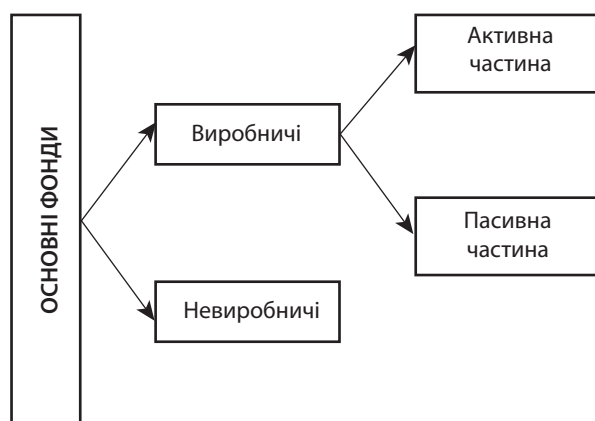 ОСНОВНІ ФОНДИ
Виробничі
Невиробничі
Активна
частина
Пасивна
частина